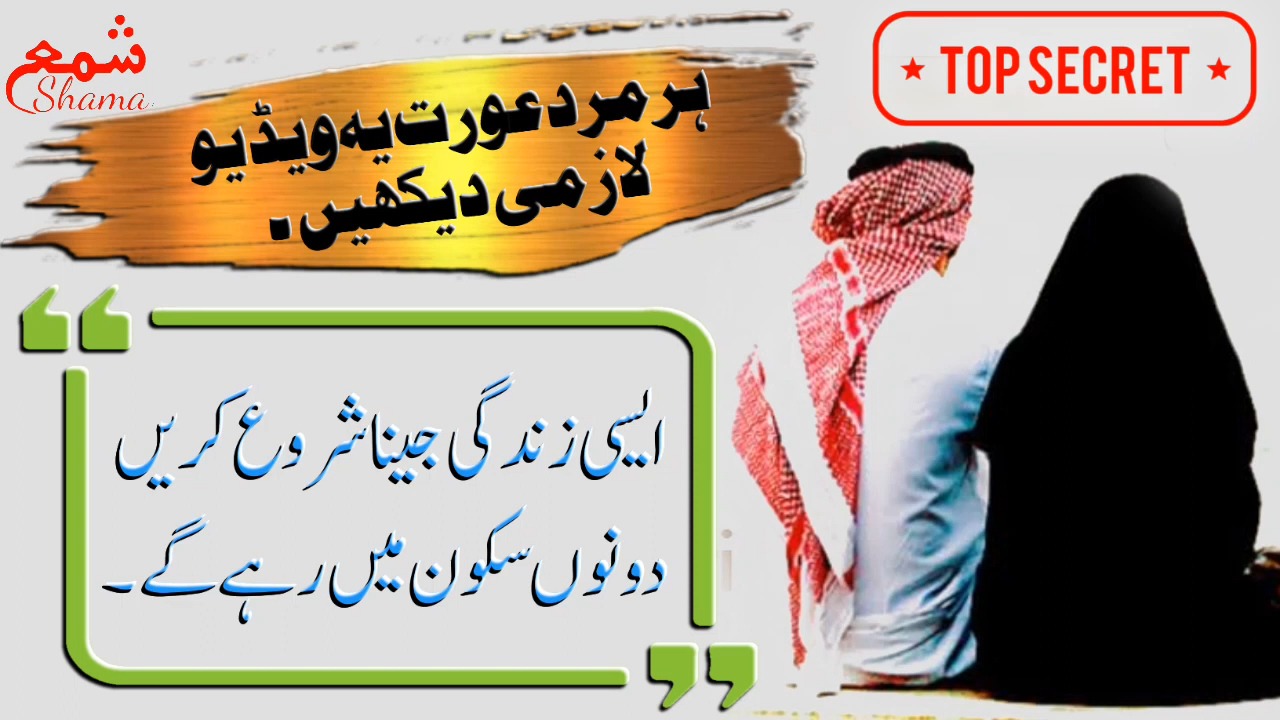 شمع
Shama
TOP SECRET
ہر مرد عورت یہ ویڈیو
لازمی دیکھیں۔
ایسی زندگی جینا شروع کریں
دونوں سکون میں رہے گے۔